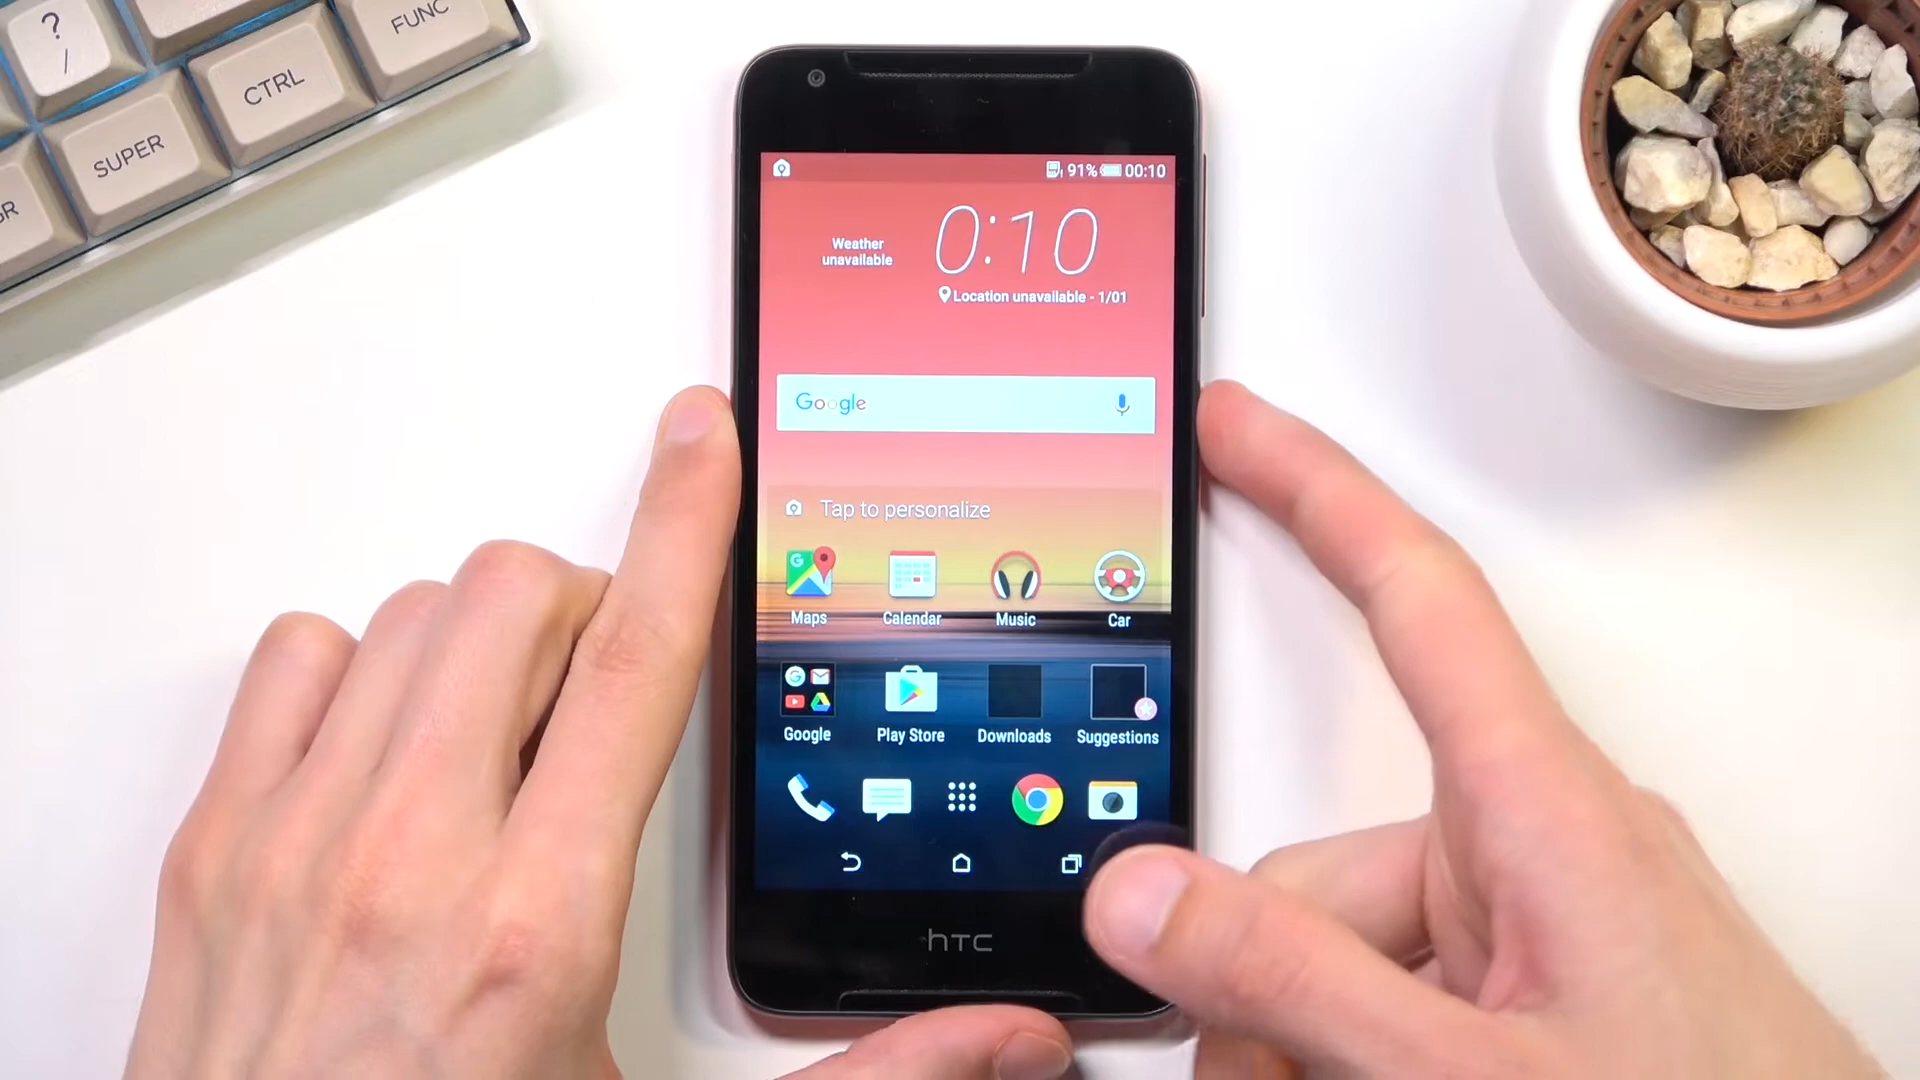 ?
/
FUNC
CTRL
SUPER
GR
91% 00:10
0:10
Weather
unavailable
Location unavailable - 1/01
Google
Tap to personalize
G
Maps
Calendar
Music
Car
G
Google
Play Store
Downloads
Suggestions
hTC